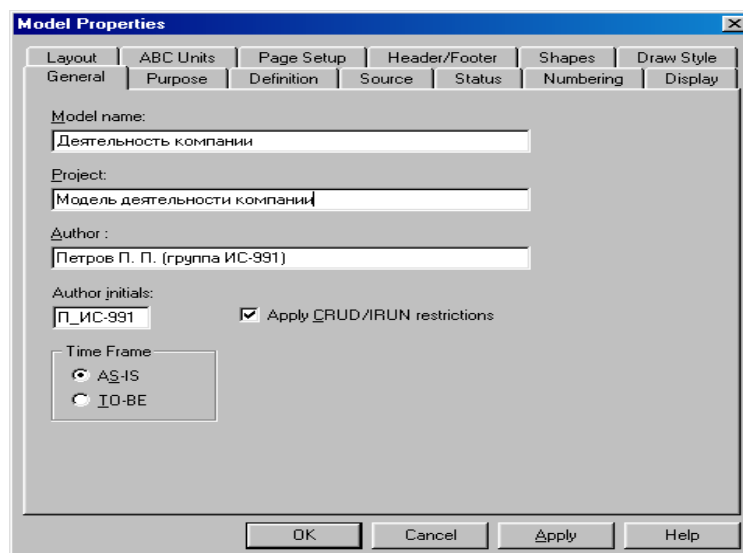 Model Properties
Layout ABC Units Page Setup Header/Footer Shapes Draw Style
General Purpose Definition Source Status Numbering Display
Model name:
Деятельность компании
Project:
Модель деятельности компании
Author :
Петров П. П. (группа ИС-991)
Author initials:
П_ИС-991
Apply CRUD/IRUN restrictions
Time Frame
AS-IS
TO-BE
OK Cancel Apply Help